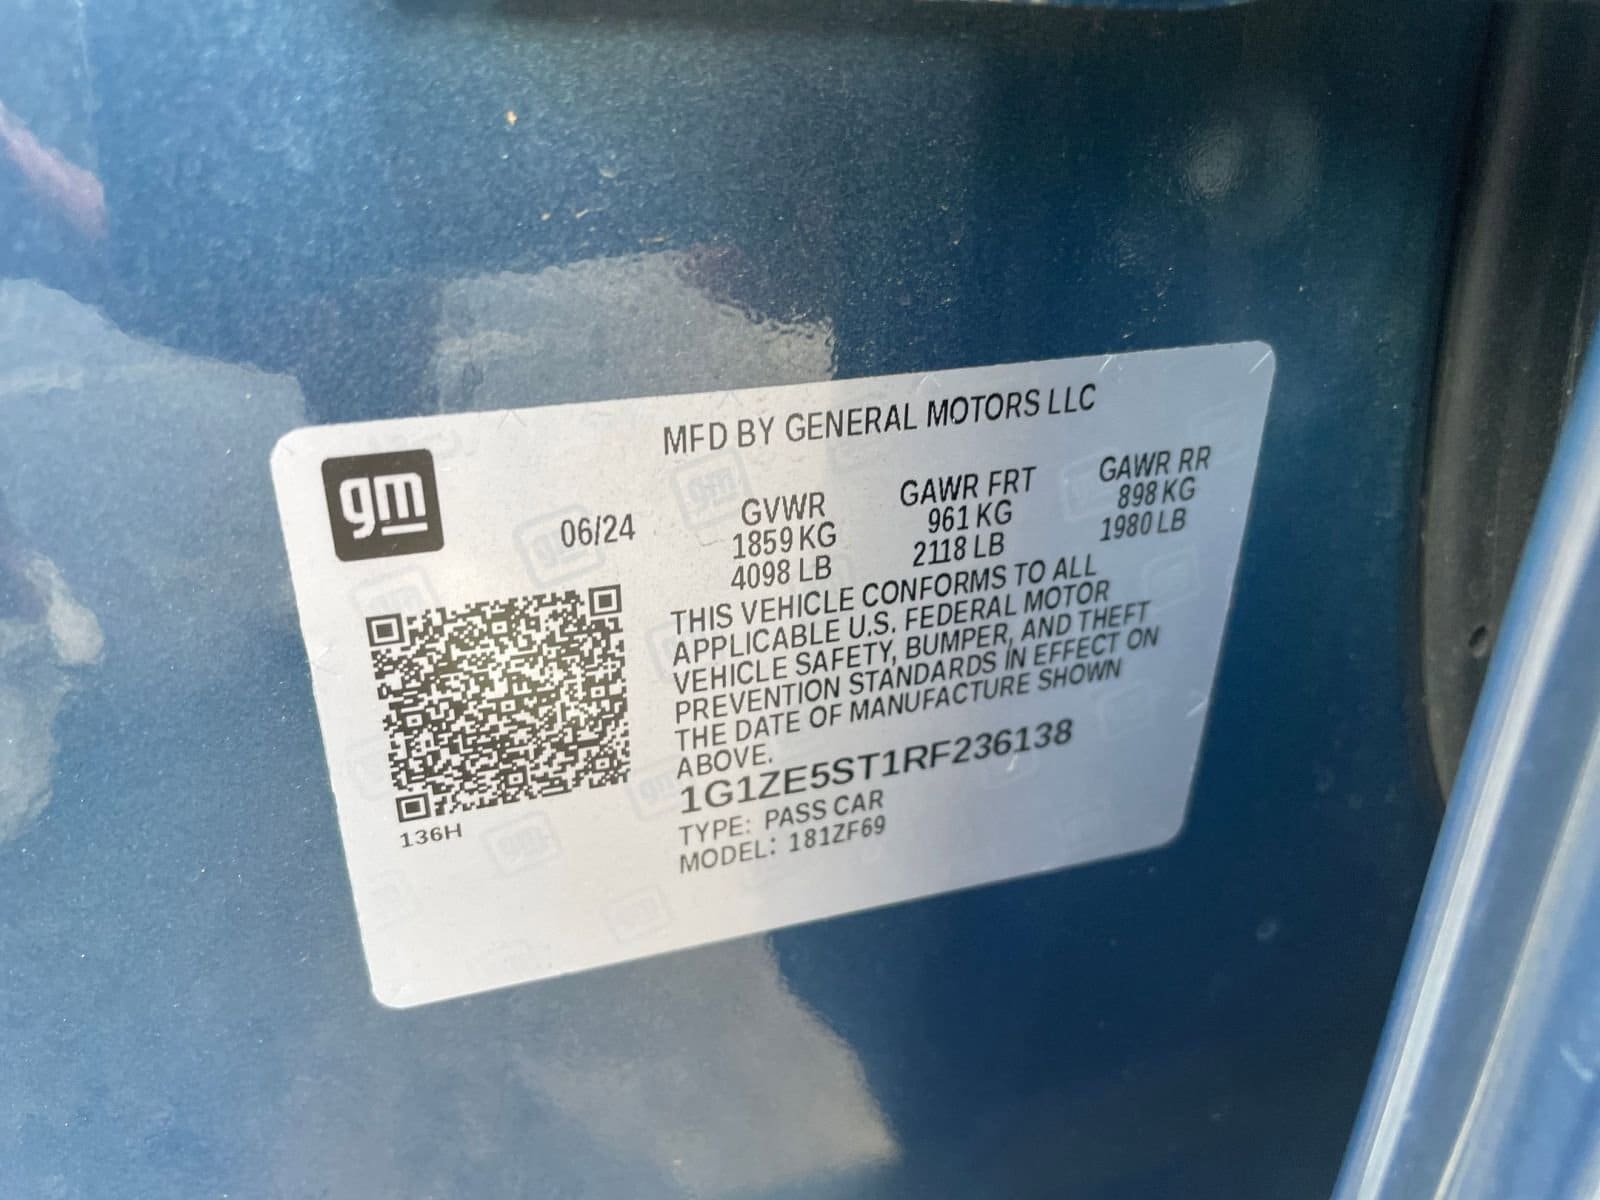 MFD BY GENERAL MOTORS LLC
gm
06/24
GVWR
1859 KG
4098 LB
GAWR FRT
961 KG
2118 LB
GAWR RR
898 KG
1980 LB
THIS VEHICLE CONFORMS TO ALL
APPLICABLE U.S. FEDERAL MOTOR
VEHICLE SAFETY, BUMPER, AND THEFT
PREVENTION STANDARDS IN EFFECT ON
THE DATE OF MANUFACTURE SHOWN
ABOVE.
1G1ZE5ST1RF236138
TYPE: PASS CAR
MODEL: 181ZF69
136H